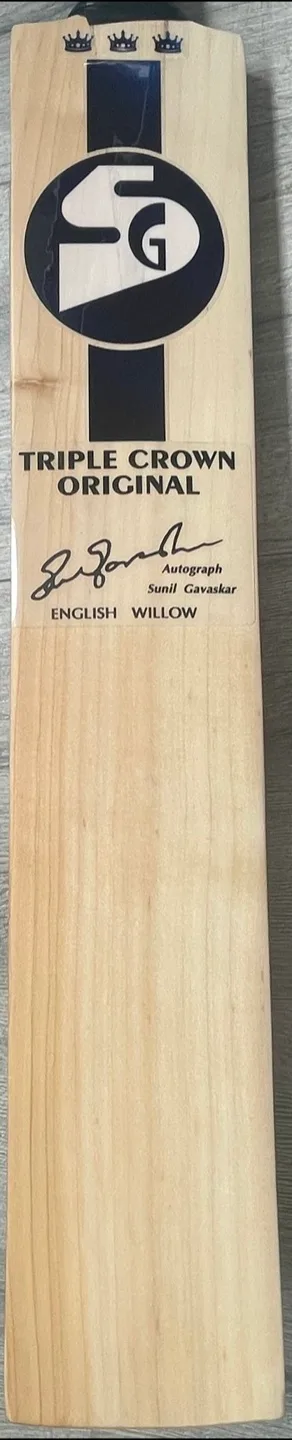 SG
TRIPLE CROWN
ORIGINAL
Autograph
Sunil Gavaskar
ENGLISH WILLOW